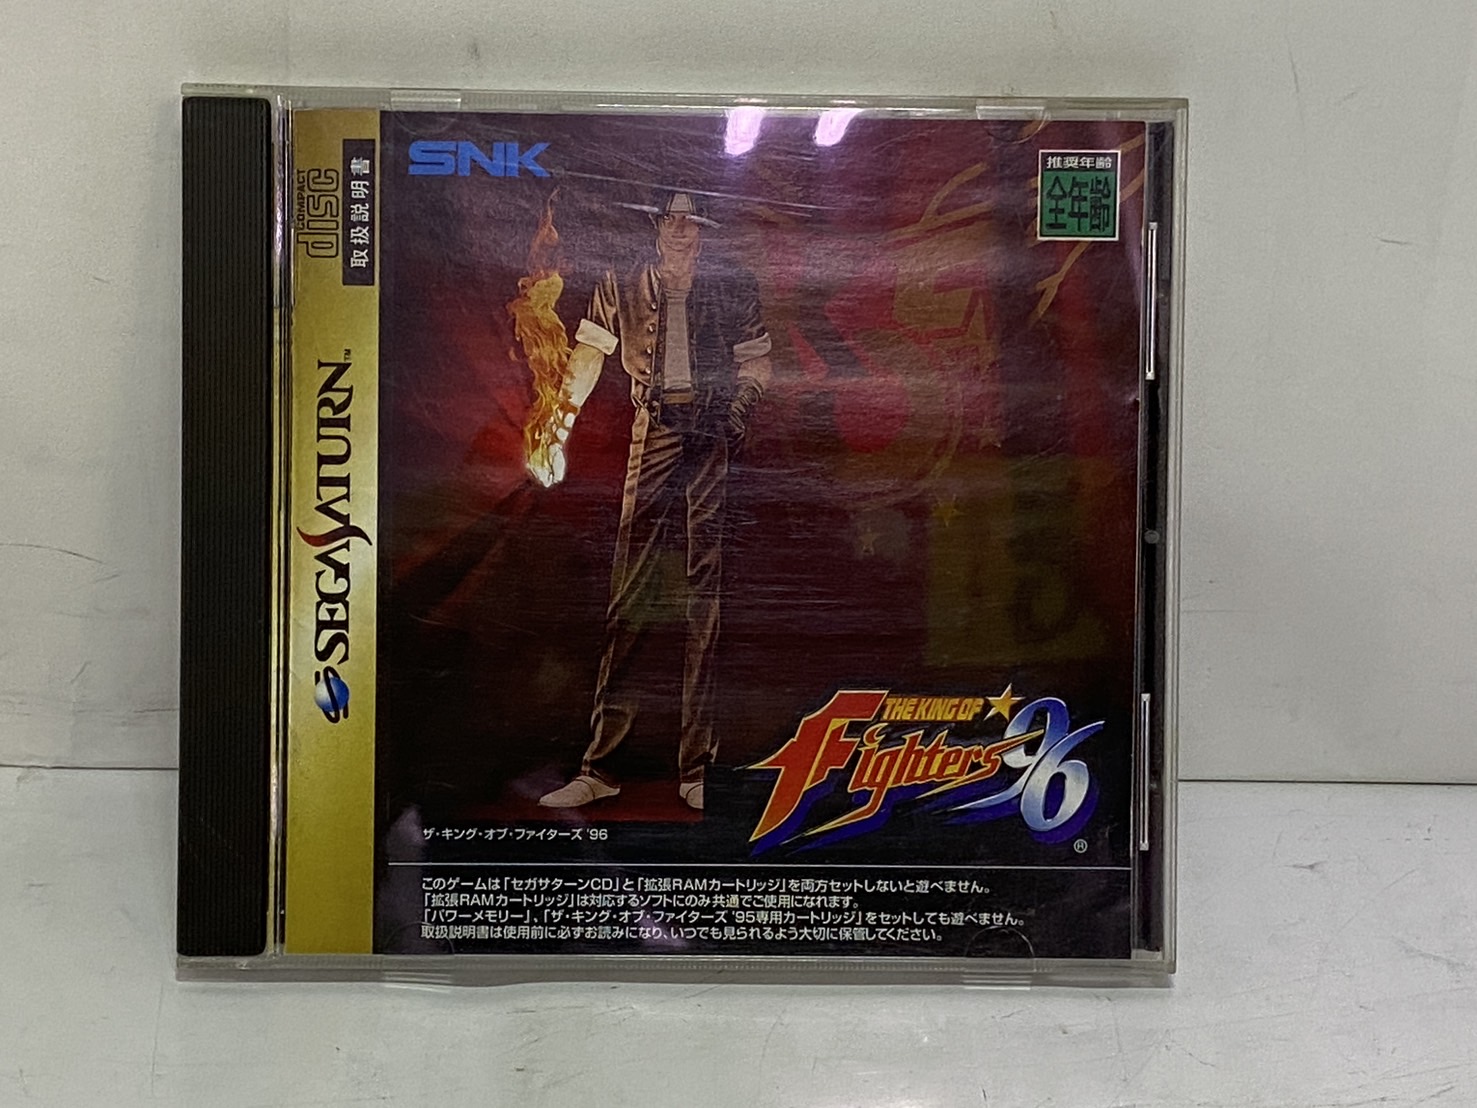 COMPACT
disc
取扱説明書
SEGA SATURN™
SNK
推奨年齢
全年齢
THE KING OF
Fighters '96
®
ザ・キング・オブ・ファイターズ '96
このゲームは「セガサターンCD」と「拡張RAMカートリッジ」を両方セットしないと遊べません。
「拡張RAMカートリッジ」は対応するソフトにのみ共通でご使用になれます。
「パワーメモリー」、「ザ・キング・オブ・ファイターズ '95専用カートリッジ」をセットしても遊べません。
取扱説明書は使用前に必ずお読みになり、いつでも見られるよう大切に保管してください。